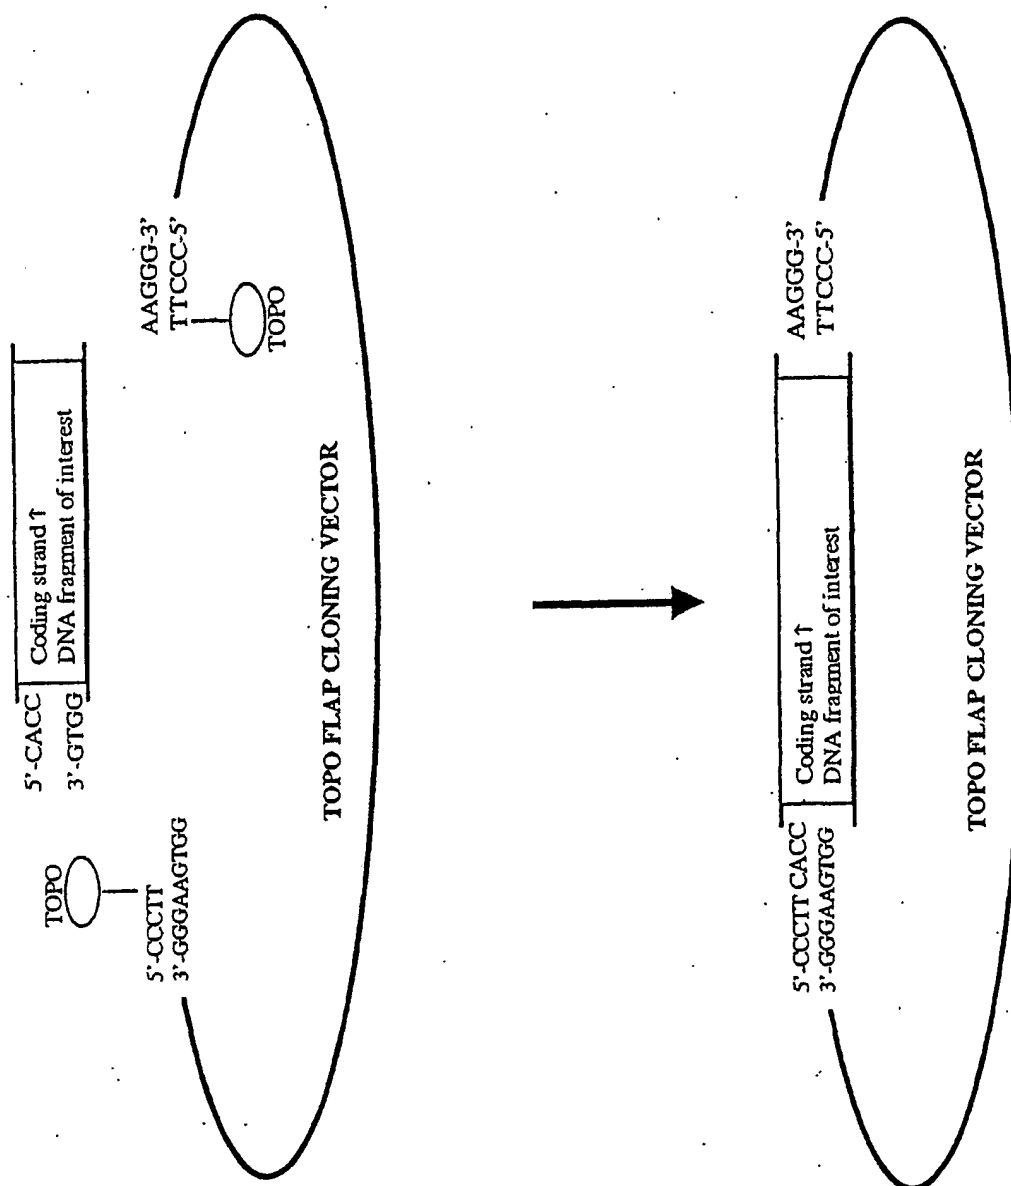 5'-CACC
3'-GTGG
Coding strand ↑
DNA fragment of interest
TOPO
5'-CCCTT
3'-GGGAAGTGG
AAGGG-3'
TTCCC-5'
TOPO
TOPO FLAP CLONING VECTOR
5'-CCCTT CACC
3'-GGGAAGTGG
Coding strand ↑
DNA fragment of interest
AAGGG-3'
TTCCC-5'
TOPO FLAP CLONING VECTOR